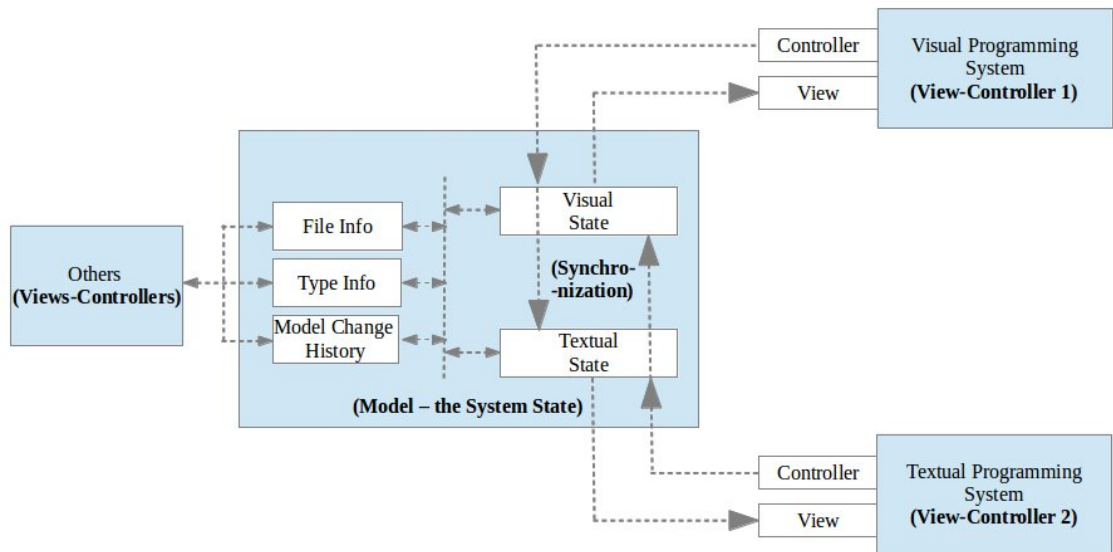 Controller
View
Visual Programming
System
(View-Controller 1)
Visual
State
File Info
Type Info
Model Change
History
(Synchro-
-nization)
Textual
State
(Model – the System State)
Others
(Views-Controllers)
Controller
View
Textual Programming
System
(View-Controller 2)